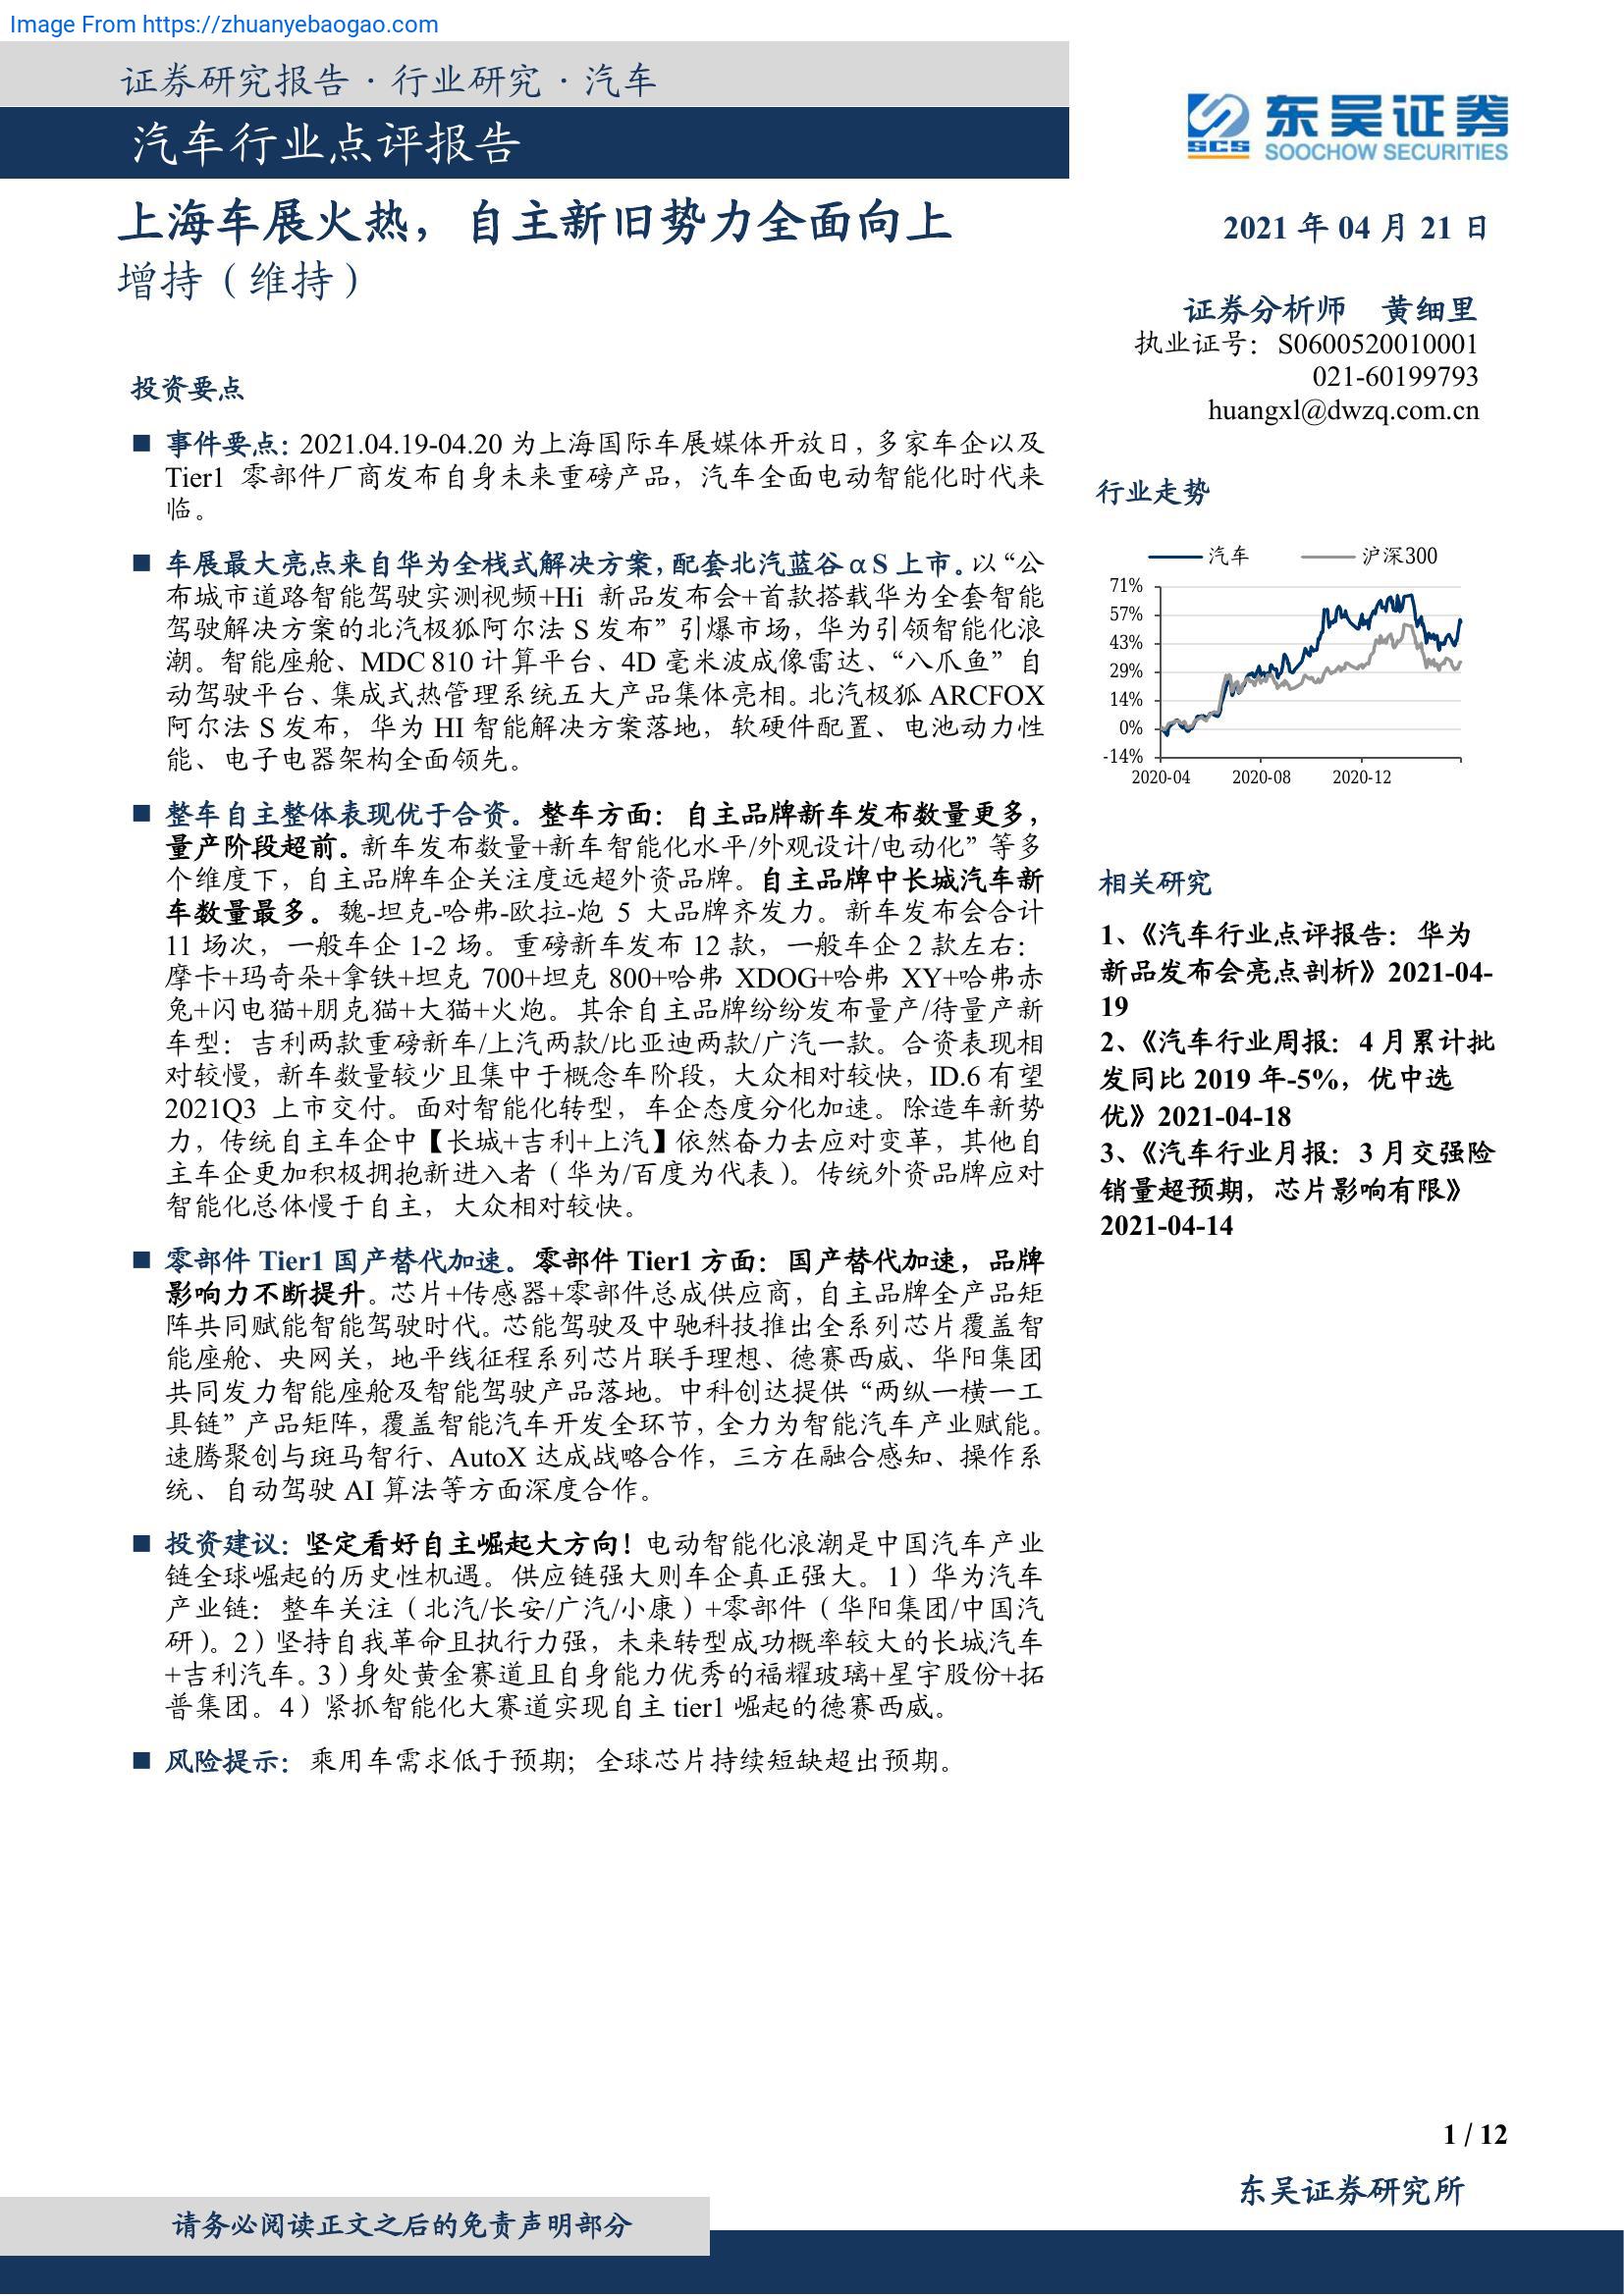 Image From https://zhuanyebaogao.com
证券研究报告·行业研究·汽车
汽车行业点评报告
东吴证券
SCS SOOCHOW SECURITIES
上海车展火热，自主新旧势力全面向上
增持（维持）
2021 年 04 月 21 日
证券分析师 黄细里
执业证号：S0600520010001
021-60199793
huangxl@dwzq.com.cn
投资要点
■ 事件要点：2021.04.19-04.20 为上海国际车展媒体开放日，多家车企以及
Tier1 零部件厂商发布自身未来重磅产品，汽车全面电动智能化时代来
临。
■ 车展最大亮点来自华为全栈式解决方案，配套北汽蓝谷αS 上市。以“公
布城市道路智能驾驶实测视频+Hi 新品发布会+首款搭载华为全套智能
驾驶解决方案的北汽极狐阿尔法 S 发布”引爆市场，华为引领智能化浪
潮。智能座舱、MDC 810 计算平台、4D 毫米波成像雷达、“八爪鱼”自
动驾驶平台、集成式热管理系统五大产品集体亮相。北汽极狐 ARCFOX
阿尔法 S 发布，华为 HI 智能解决方案落地，软硬件配置、电池动力性
能、电子电器架构全面领先。
■ 整车自主整体表现优于合资。整车方面：自主品牌新车发布数量更多，
量产阶段超前。新车发布数量+新车智能化水平/外观设计/电动化”等多
个维度下，自主品牌车企关注度远超外资品牌。自主品牌中长城汽车新
车数量最多。魏-坦克-哈弗-欧拉-炮 5 大品牌齐发力。新车发布会合计
11 场次，一般车企 1-2 场。重磅新车发布 12 款，一般车企 2 款左右：
摩卡+玛奇朵+拿铁+坦克 700+坦克 800+哈弗 XDOG+哈弗 XY+哈弗赤
兔+闪电猫+朋克猫+大猫+火炮。其余自主品牌纷纷发布量产/待量产新
车型：吉利两款重磅新车/上汽两款/比亚迪两款/广汽一款。合资表现相
对较慢，新车数量较少且集中于概念车阶段，大众相对较快，ID.6 有望
2021Q3 上市交付。面对智能化转型，车企态度分化加速。除造车新势
力，传统自主车企中【长城+吉利+上汽】依然奋力去应对变革，其他自
主车企更加积极拥抱新进入者（华为/百度为代表）。传统外资品牌应对
智能化总体慢于自主，大众相对较快。
■ 零部件 Tier1 国产替代加速。零部件 Tier1 方面：国产替代加速，品牌
影响力不断提升。芯片+传感器+零部件总成供应商，自主品牌全产品矩
阵共同赋能智能驾驶时代。芯能驾驶及中驰科技推出全系列芯片覆盖智
能座舱、央网关，地平线征程系列芯片联手理想、德赛西威、华阳集团
共同发力智能座舱及智能驾驶产品落地。中科创达提供“两纵一横一工
具链”产品矩阵，覆盖智能汽车开发全环节，全力为智能汽车产业赋能。
速腾聚创与斑马智行、AutoX 达成战略合作，三方在融合感知、操作系
统、自动驾驶 AI 算法等方面深度合作。
■ 投资建议：坚定看好自主崛起大方向！电动智能化浪潮是中国汽车产业
链全球崛起的历史性机遇。供应链强大则车企真正强大。1）华为汽车
产业链：整车关注（北汽/长安/广汽/小康）+零部件（华阳集团/中国汽
研）。2）坚持自我革命且执行力强，未来转型成功概率较大的长城汽车
+吉利汽车。3）身处黄金赛道且自身能力优秀的福耀玻璃+星宇股份+拓
普集团。4）紧抓智能化大赛道实现自主 tier1 崛起的德赛西威。
■ 风险提示：乘用车需求低于预期；全球芯片持续短缺超出预期。
行业走势
汽车 沪深300
71%
57%
43%
29%
14%
0%
-14%
2020-04 2020-08 2020-12
相关研究
1、《汽车行业点评报告：华为
新品发布会亮点剖析》2021-04-
19
2、《汽车行业周报：4 月累计批
发同比 2019 年-5%，优中选
优》2021-04-18
3、《汽车行业月报：3 月交强险
销量超预期，芯片影响有限》
2021-04-14
1 / 12
东吴证券研究所
请务必阅读正文之后的免责声明部分